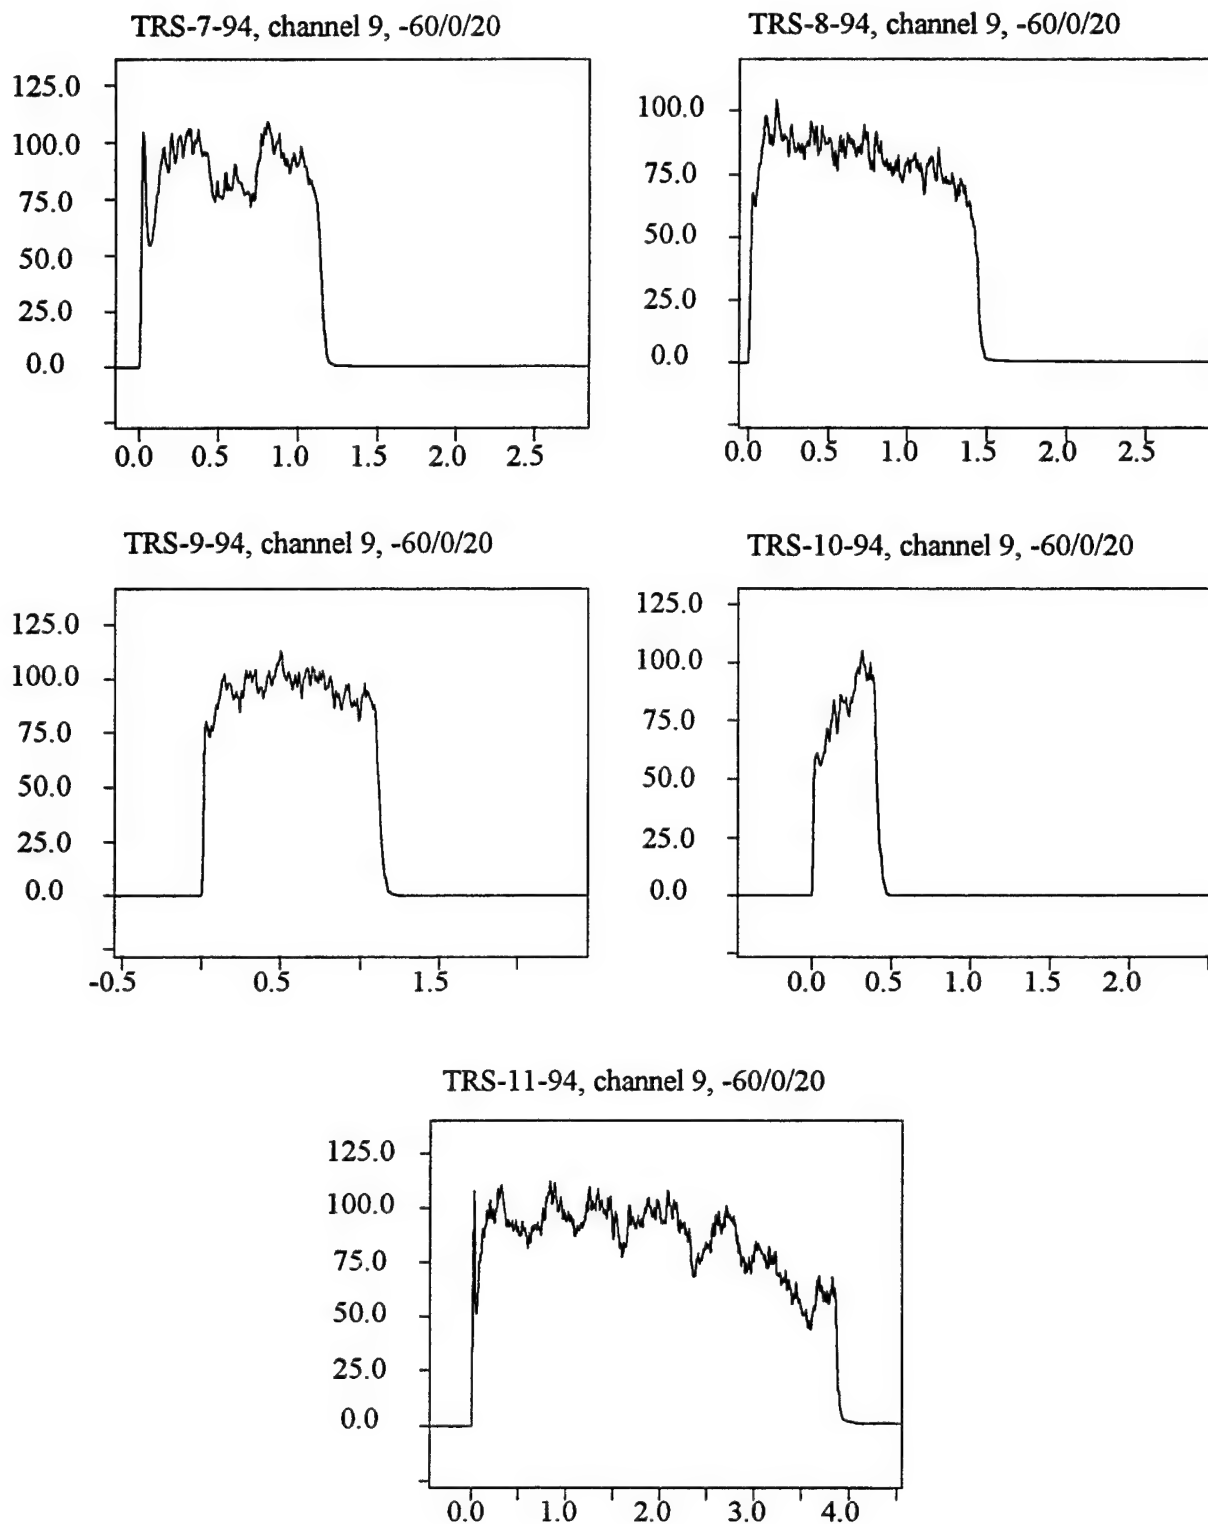 TRS-7-94, channel 9, -60/0/20
125.0
100.0
75.0
50.0
25.0
0.0
0.0 0.5 1.0 1.5 2.0 2.5
TRS-8-94, channel 9, -60/0/20
100.0
75.0
50.0
25.0
0.0
0.0 0.5 1.0 1.5 2.0 2.5
TRS-9-94, channel 9, -60/0/20
125.0
100.0
75.0
50.0
25.0
0.0
-0.5 0.5 1.5
TRS-10-94, channel 9, -60/0/20
125.0
100.0
75.0
50.0
25.0
0.0
0.0 0.5 1.0 1.5 2.0
TRS-11-94, channel 9, -60/0/20
125.0
100.0
75.0
50.0
25.0
0.0
0.0 1.0 2.0 3.0 4.0